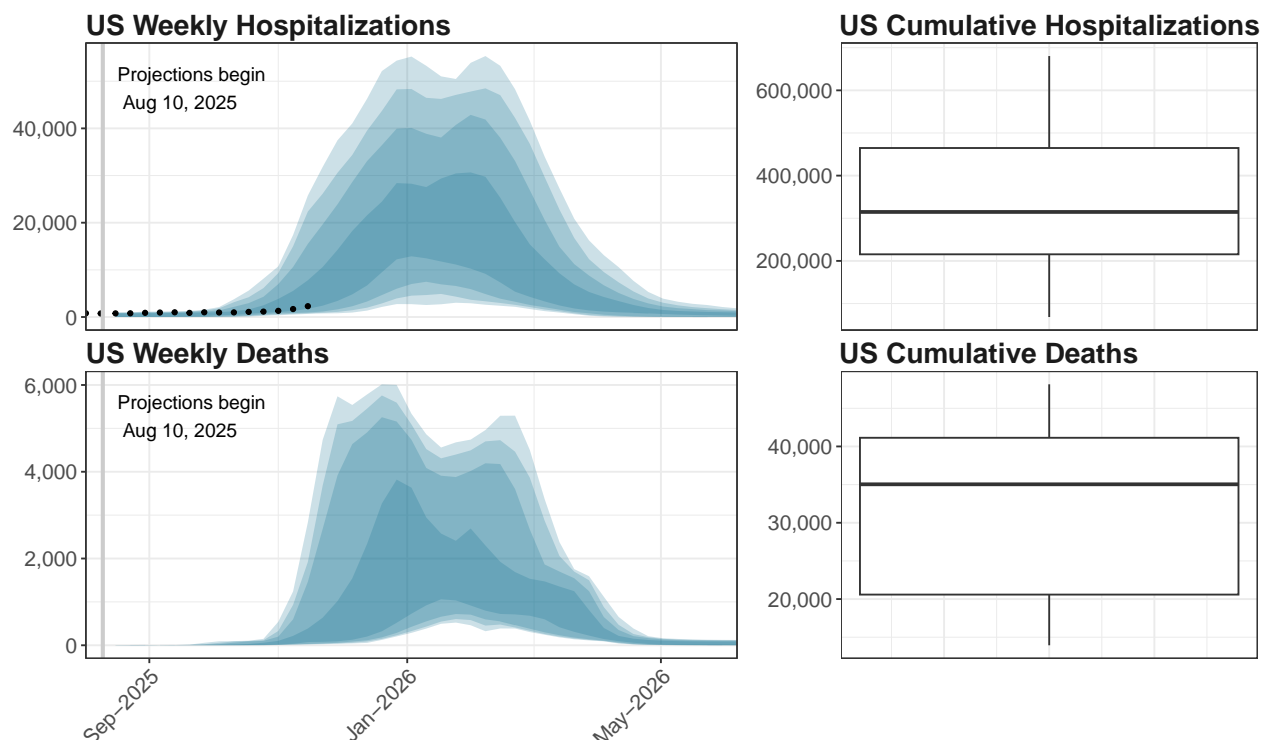 US Weekly Hospitalizations
Projections begin
Aug 10, 2025
40,000
20,000
0
US Cumulative Hospitalizations
600,000
400,000
200,000
US Weekly Deaths
Projections begin
Aug 10, 2025
6,000
4,000
2,000
0
Sep−2025
Jan−2026
May−2026
US Cumulative Deaths
40,000
30,000
20,000